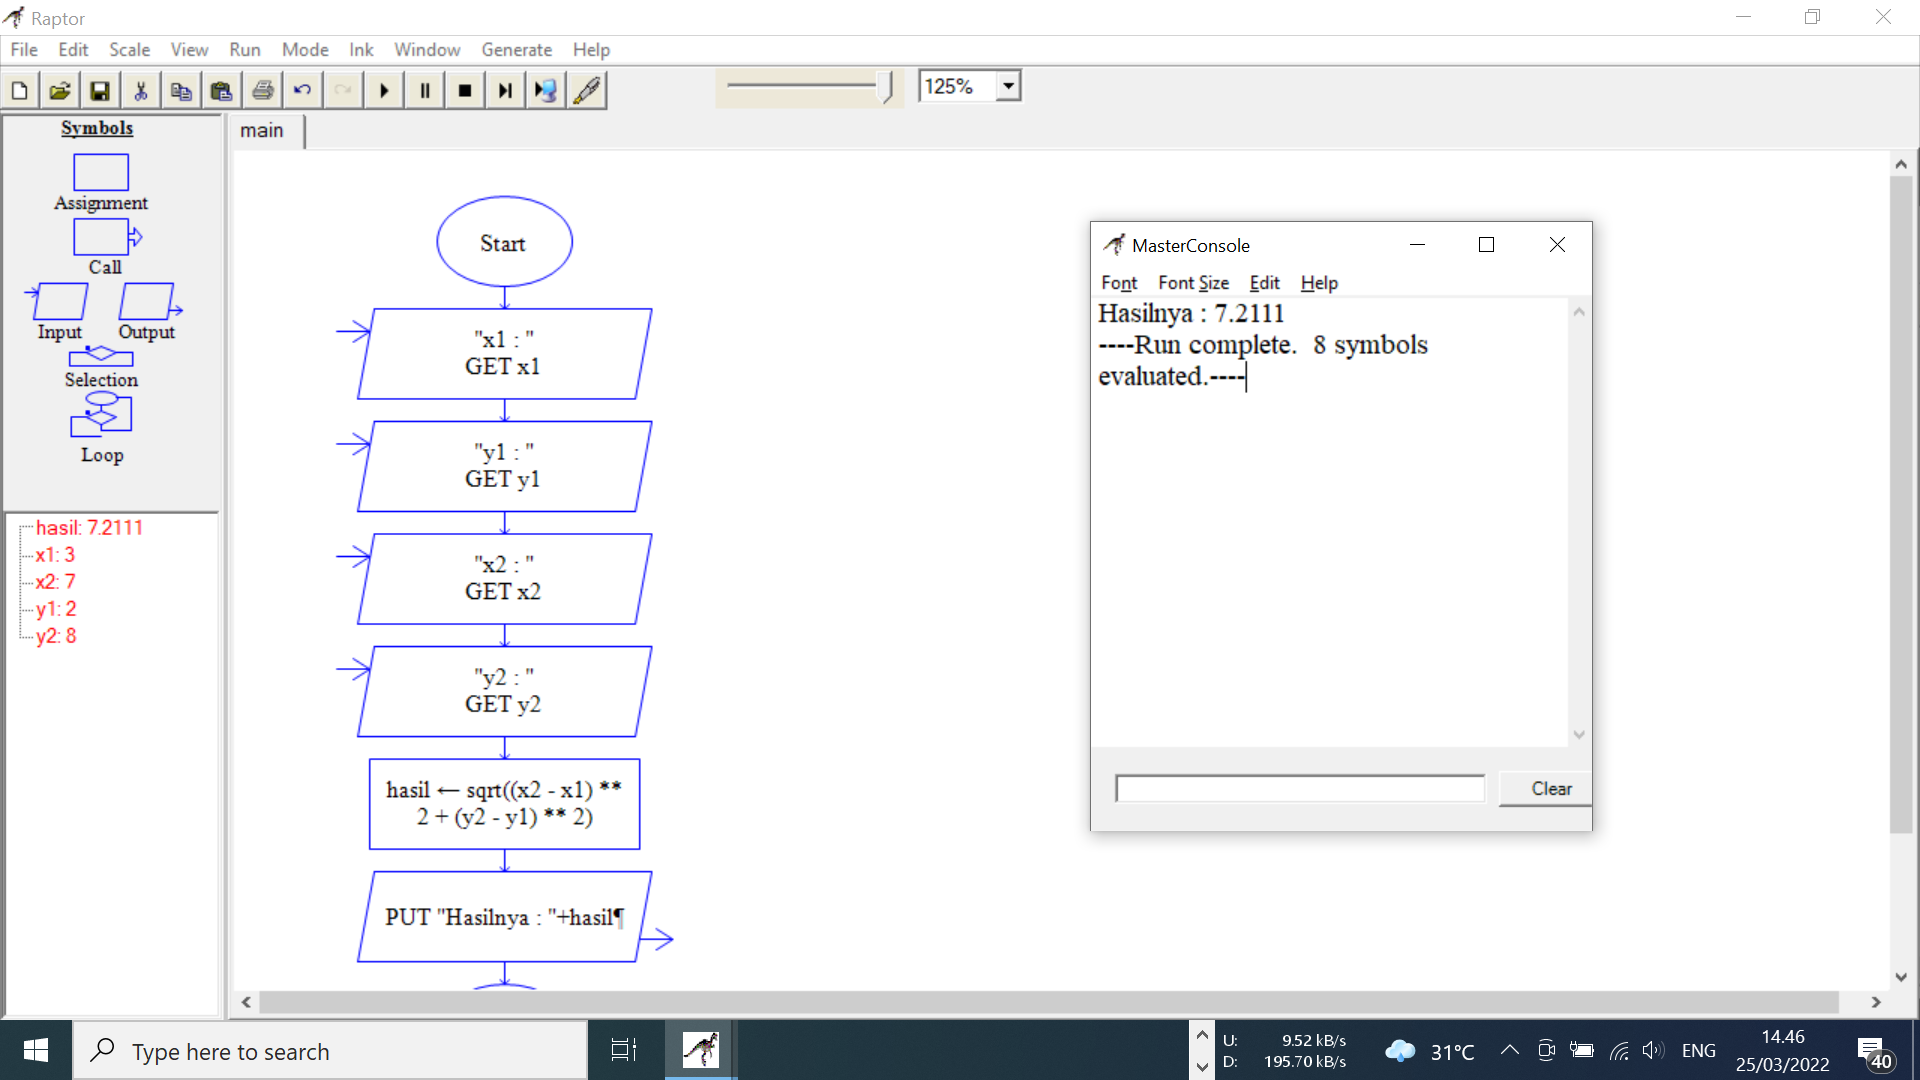 Raptor
File Edit Scale View Run Mode Ink Window Generate Help
125%
Symbols
Assignment
Call
Input Output
Selection
Loop
hasil: 7.2111
x1: 3
x2: 7
y1: 2
y2: 8
main
Start
"x1 : "
GET x1
"y1 : "
GET y1
"x2 : "
GET x2
"y2 : "
GET y2
hasil ← sqrt((x2 - x1) **
2 + (y2 - y1) ** 2)
PUT "Hasilnya : "+hasil¶
MasterConsole
Font Font Size Edit Help
Hasilnya : 7.2111
----Run complete.  8 symbols
evaluated.----
Clear
Type here to search
U: 9.52 kB/s
D: 195.70 kB/s
31°C
ENG
14.46
25/03/2022
40